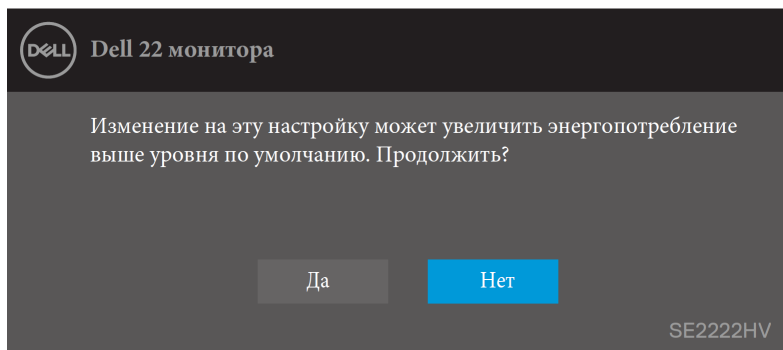 DELL Dell 22 монитора
Изменение на эту настройку может увеличить энергопотребление
выше уровня по умолчанию. Продолжить?
Да Нет
SE2222HV